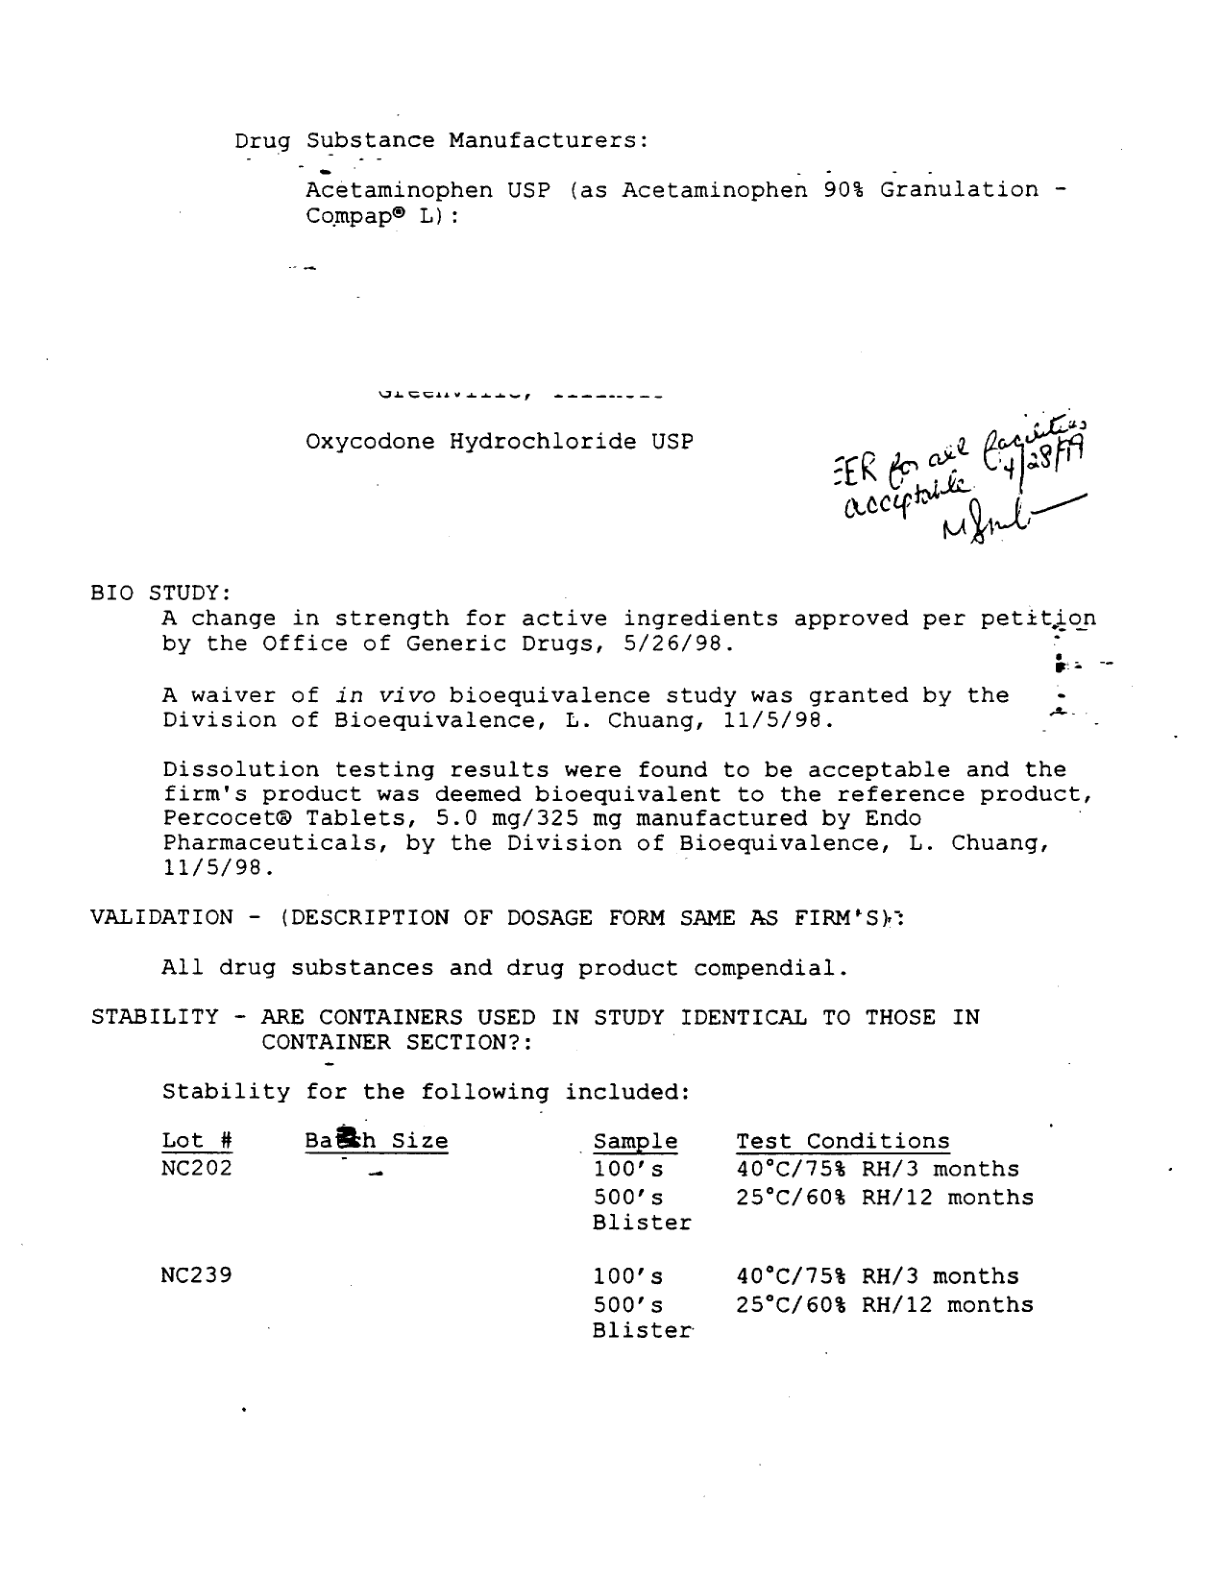 Drug Substance Manufacturers:
Acetaminophen USP (as Acetaminophen 90% Granulation -
Compap® L):
Oxycodone Hydrochloride USP
EER for all facilities
acceptable 4/28/99
BIO STUDY:
A change in strength for active ingredients approved per petition
by the Office of Generic Drugs, 5/26/98.
A waiver of in vivo bioequivalence study was granted by the
Division of Bioequivalence, L. Chuang, 11/5/98.
Dissolution testing results were found to be acceptable and the
firm's product was deemed bioequivalent to the reference product,
Percocet® Tablets, 5.0 mg/325 mg manufactured by Endo
Pharmaceuticals, by the Division of Bioequivalence, L. Chuang,
11/5/98.
VALIDATION - (DESCRIPTION OF DOSAGE FORM SAME AS FIRM'S):
All drug substances and drug product compendial.
STABILITY - ARE CONTAINERS USED IN STUDY IDENTICAL TO THOSE IN
CONTAINER SECTION?:
Stability for the following included:
Lot # Batch Size Sample Test Conditions
NC202 100's 40°C/75% RH/3 months
500's 25°C/60% RH/12 months
Blister
NC239 100's 40°C/75% RH/3 months
500's 25°C/60% RH/12 months
Blister